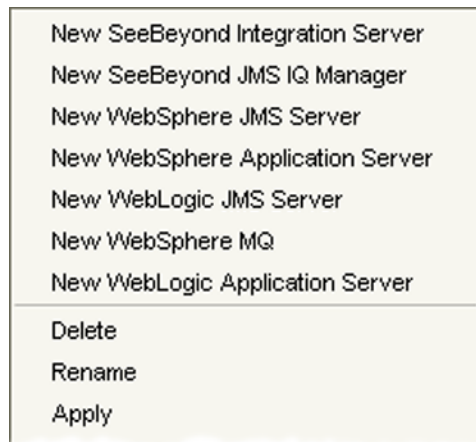 New SeeBeyond Integration Server
New SeeBeyond JMS IQ Manager
New WebSphere JMS Server
New WebSphere Application Server
New WebLogic JMS Server
New WebSphere MQ
New WebLogic Application Server
Delete
Rename
Apply